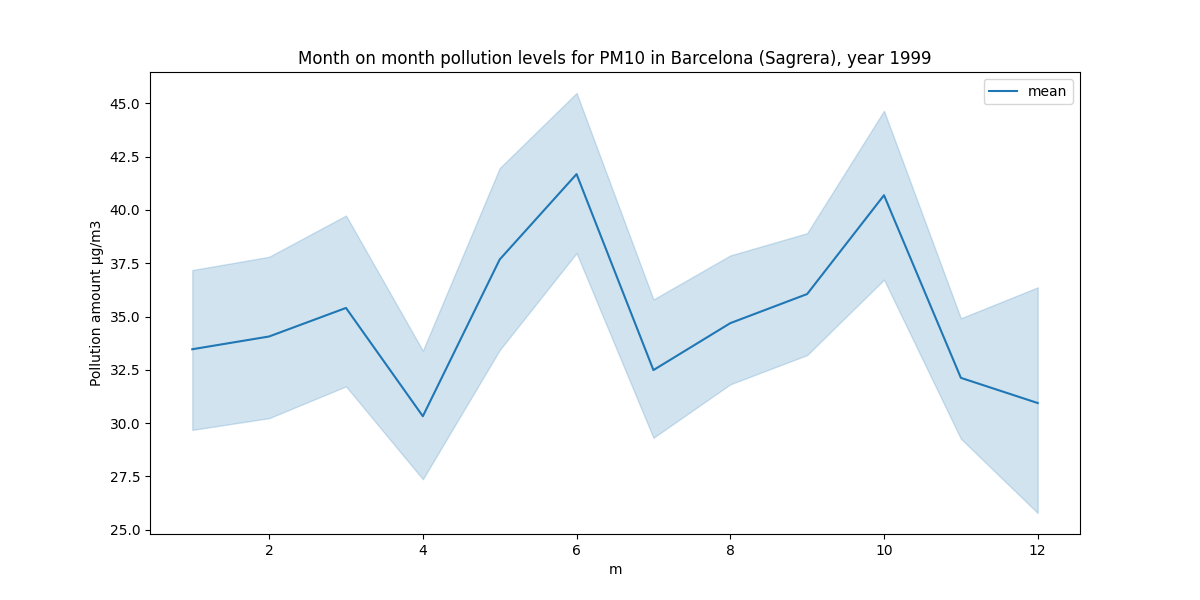 Month on month pollution levels for PM10 in Barcelona (Sagrera), year 1999
mean
45.0
42.5
40.0
37.5
35.0
32.5
30.0
27.5
25.0
Pollution amount µg/m3
2 4 6 8 10 12
m